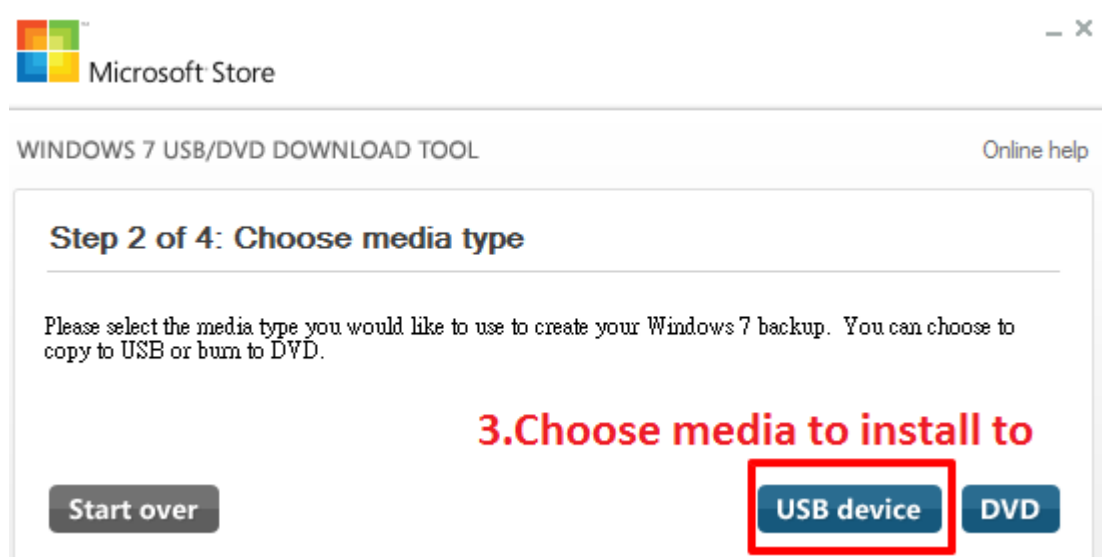 Microsoft Store
WINDOWS 7 USB/DVD DOWNLOAD TOOL
Online help
Step 2 of 4: Choose media type
Please select the media type you would like to use to create your Windows 7 backup.  You can choose to
copy to USB or burn to DVD.
3.Choose media to install to
Start over
USB device
DVD